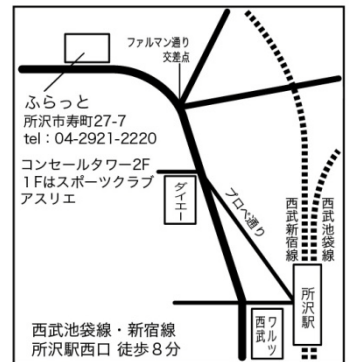 ファルマン通り
交差点
ふらっと
所沢市寿町27-7
tel：04-2921-2220
コンセールタワー2F
１Fはスポーツクラブ
アスリエ
ダイエー
プロペ通り
西武新宿線
西武池袋線
所沢駅
西武
ワルツ
西武池袋線・新宿線
所沢駅西口 徒歩８分